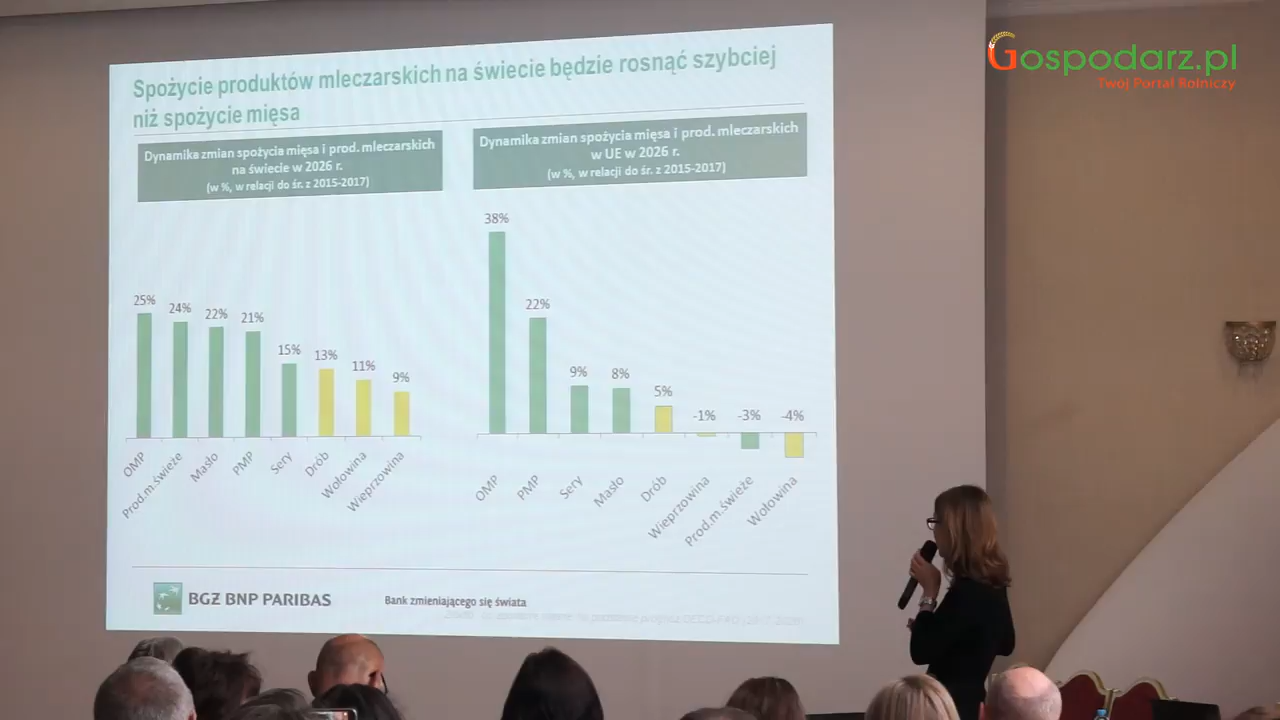 Gospodarz.pl
Twój Portal Rolniczy
Spożycie produktów mleczarskich na świecie będzie rosnąć szybciej
niż spożycie mięsa
Dynamika zmian spożycia mięsa i prod. mleczarskich
na świecie w 2026 r.
(w %, w relacji do śr. z 2015-2017)
25% 24% 22% 21% 15% 13% 11% 9%
OMP Prod.m.świeże Masło PMP Sery Drób Wołowina Wieprzowina
Dynamika zmian spożycia mięsa i prod. mleczarskich
w UE w 2026 r.
(w %, w relacji do śr. z 2015-2017)
38% 22% 9% 8% 5% -1% -3% -4%
OMP PMP Sery Masło Drób Wieprzowina Prod.m.świeże Wołowina
BGZ BNP PARIBAS
Bank zmieniającego się świata